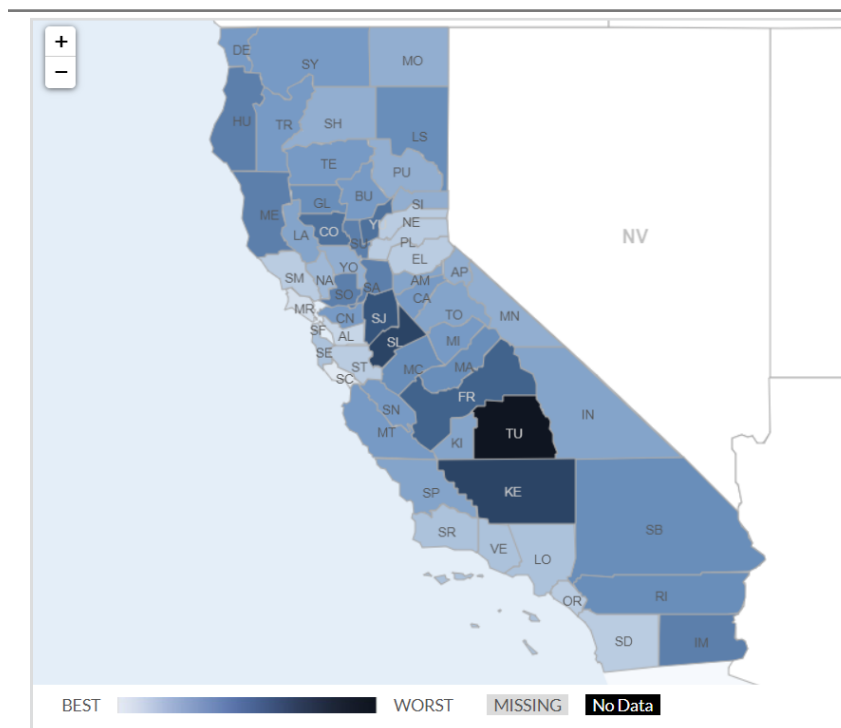 +
−
DE
SY
MO
HU
TR
SH
LS
TE
PU
BU
GL
SI
ME
LA
CO
SU
YU
NE
PL
EL
SM
NA
YO
SO
SA
AM
AP
CA
MR
CN
SJ
TO
MN
SF
AL
SL
MI
SE
ST
MC
MA
SC
FR
SN
MT
KI
TU
IN
NV
SP
KE
SR
VE
LO
SB
OR
RI
SD
IM
BEST
WORST
MISSING
No Data